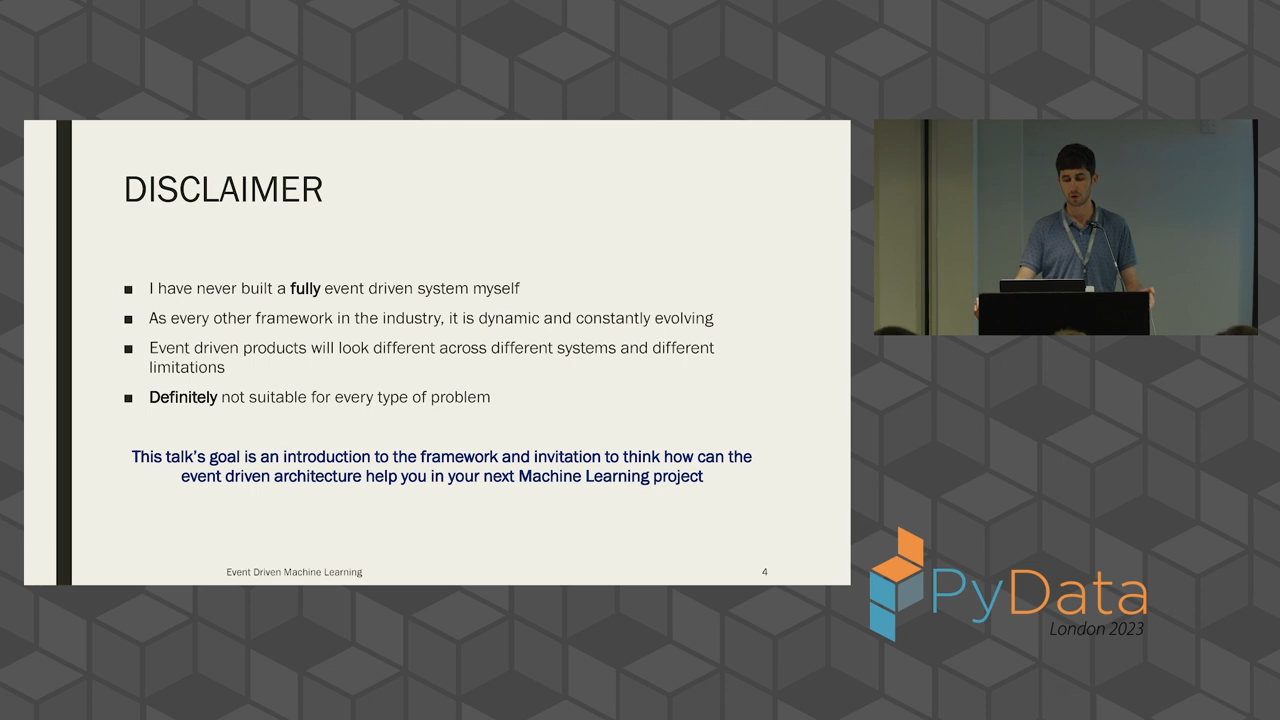 DISCLAIMER
■ I have never built a fully event driven system myself
■ As every other framework in the industry, it is dynamic and constantly evolving
■ Event driven products will look different across different systems and different
limitations
■ Definitely not suitable for every type of problem
This talk's goal is an introduction to the framework and invitation to think how can the
event driven architecture help you in your next Machine Learning project
Event Driven Machine Learning
4
PyData
London 2023